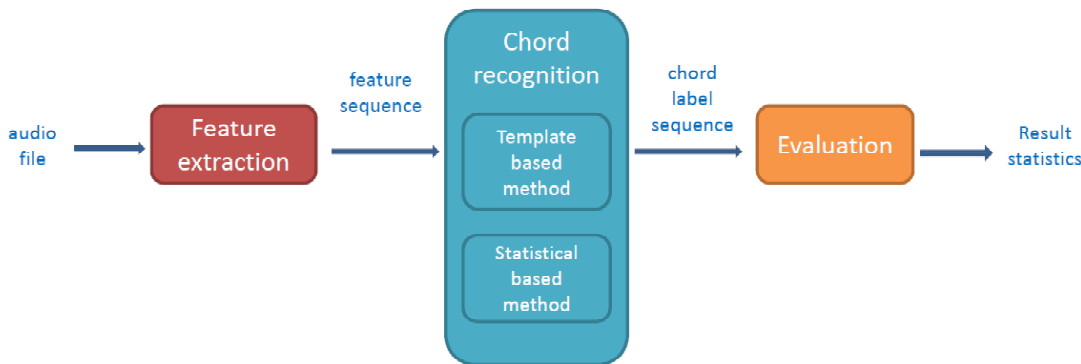 audio
file
Feature
extraction
feature
sequence
Chord
recognition
Template
based
method
Statistical
based
method
chord
label
sequence
Evaluation
Result
statistics